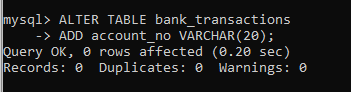 mysql> ALTER TABLE bank_transactions
    -> ADD account_no VARCHAR(20);
Query OK, 0 rows affected (0.20 sec)
Records: 0  Duplicates: 0  Warnings: 0